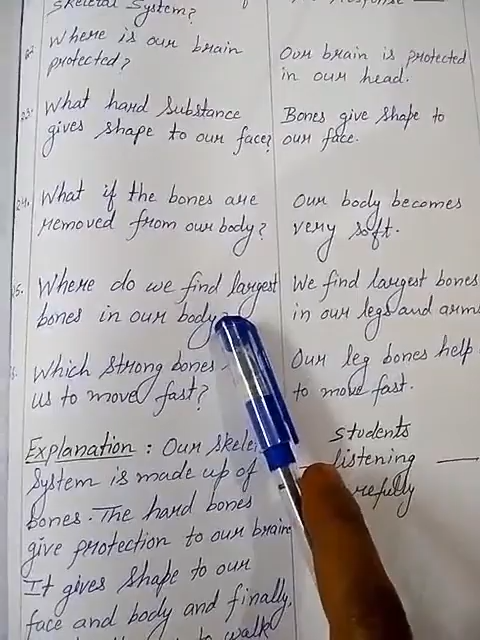 Skeletal System?
Where is our brain
protected?
Our brain is protected
in our head.
What hard substance
gives shape to our face?
Bones give shape to
our face.
What if the bones are
removed from our body?
Our body becomes
very soft.
Where do we find largest
bones in our body?
We find largest bones
in our legs and arms
Which strong bones
us to move fast?
Our leg bones help
to move fast.
Explanation : Our
System is made up of
bones. The hard bones
give protection to our brain
It gives shape to our
face and body and finally,
to walk
Students
listening